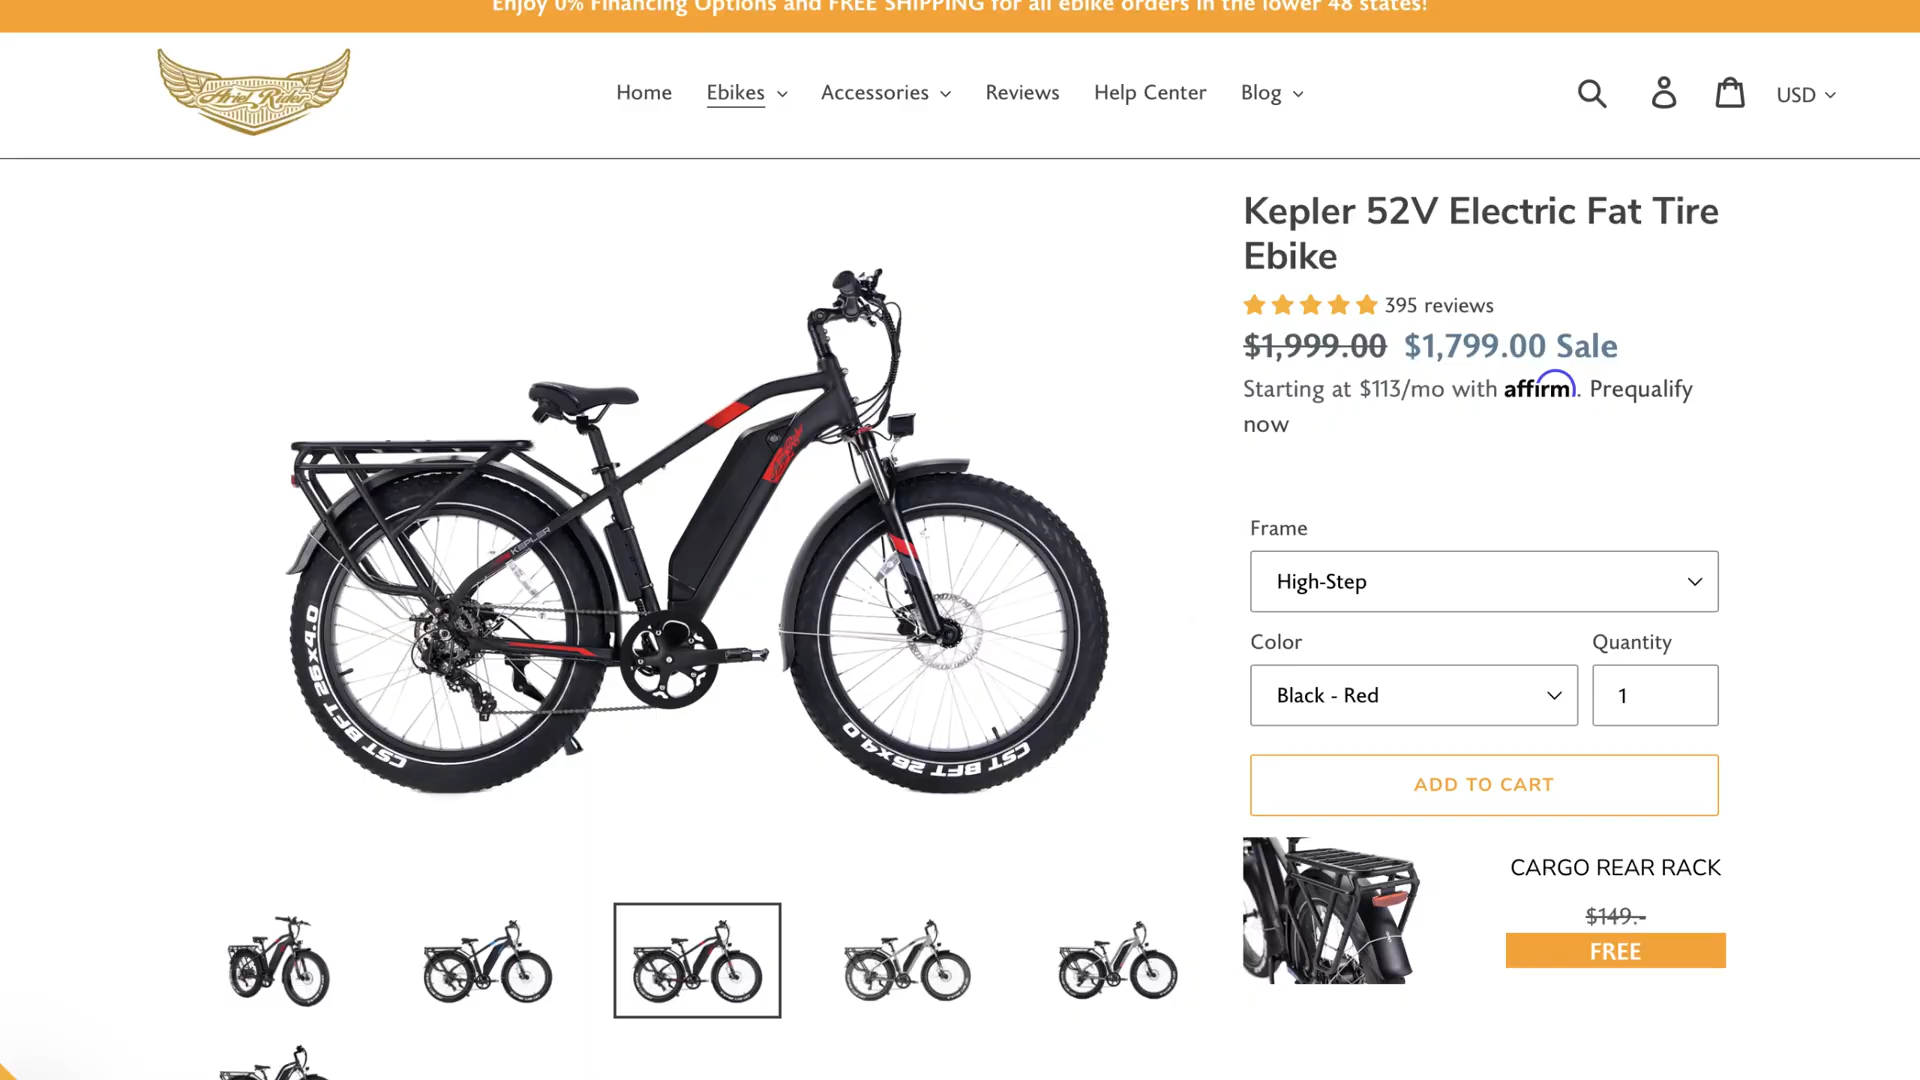 Enjoy 0% Financing Options and FREE SHIPPING for all ebike orders in the lower 48 states!
Ariel Rider
Home
Ebikes
Accessories
Reviews
Help Center
Blog
USD
Kepler 52V Electric Fat Tire
Ebike
395 reviews
$1,999.00 $1,799.00 Sale
Starting at $113/mo with affirm. Prequalify
now
Frame
High-Step
Color
Quantity
Black - Red
1
ADD TO CART
CARGO REAR RACK
$149.-
FREE
KEPLER
CST BFT 26x4.0
CST BFT 26x4.0